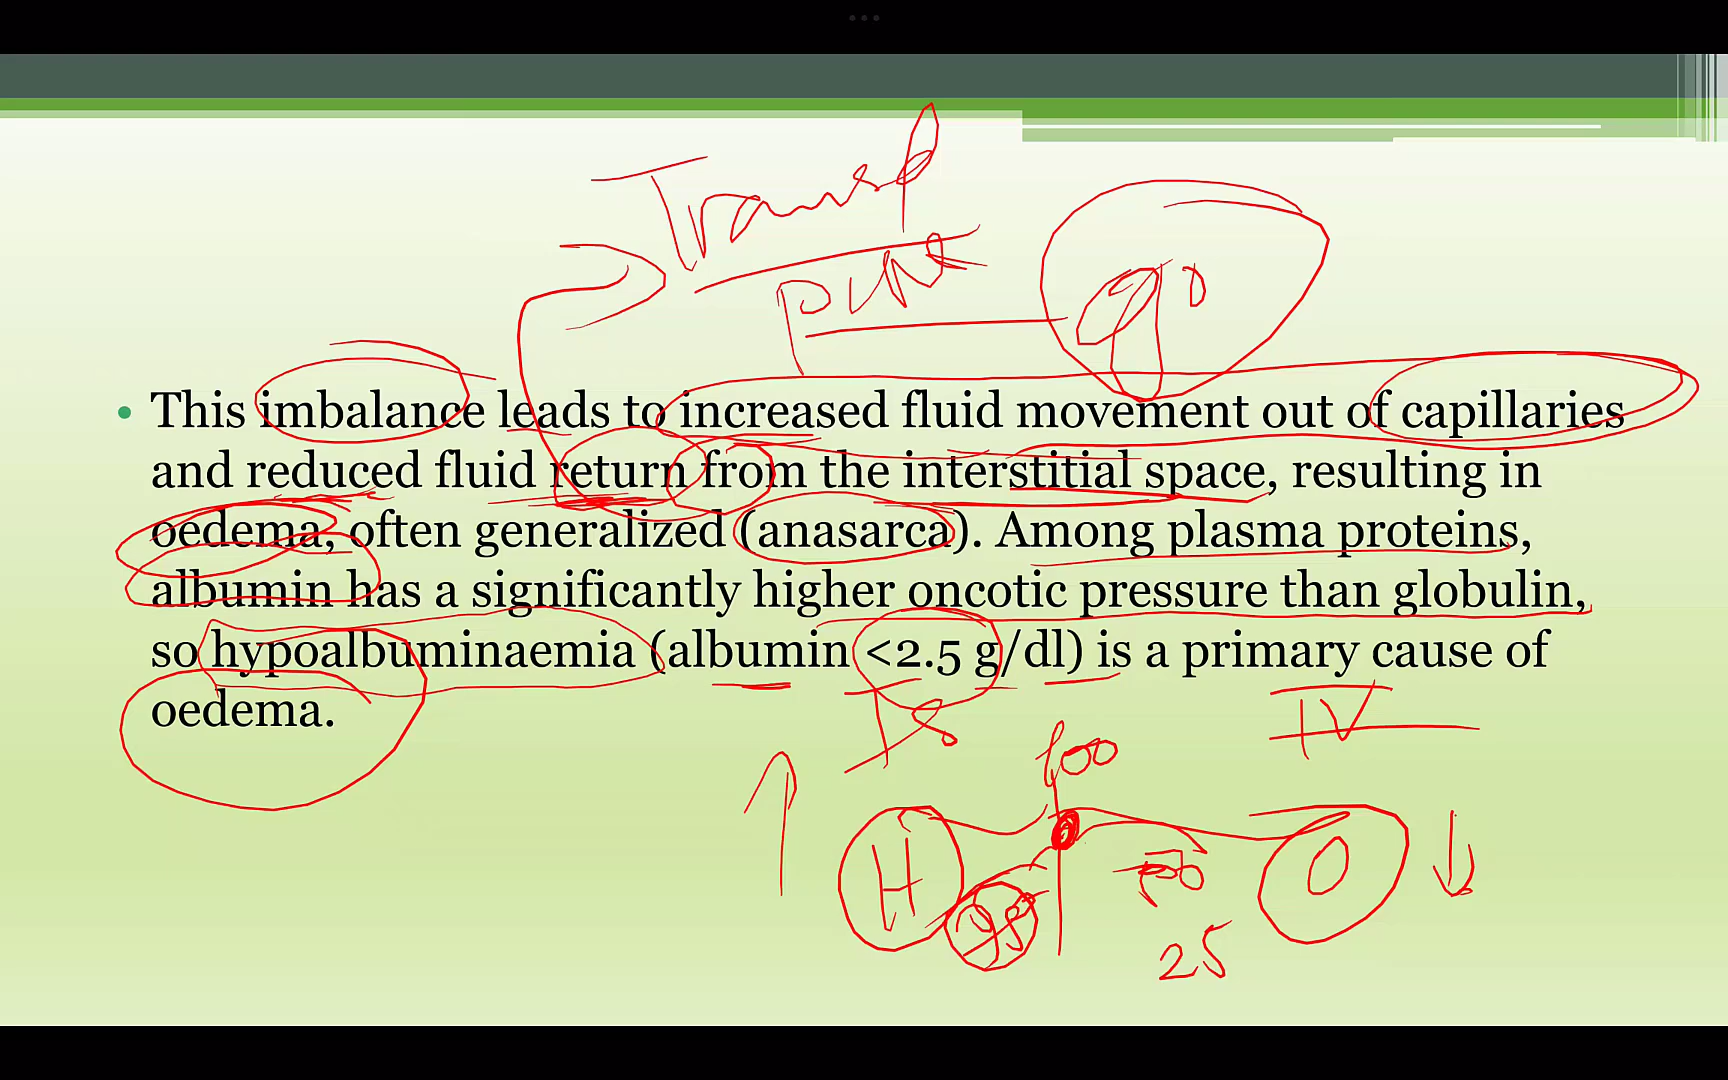 This imbalance leads to increased fluid movement out of capillaries
and reduced fluid return from the interstitial space, resulting in
oedema, often generalized (anasarca). Among plasma proteins,
albumin has a significantly higher oncotic pressure than globulin,
so hypoalbuminaemia (albumin <2.5 g/dl) is a primary cause of
oedema.
IV
100
H
O
25